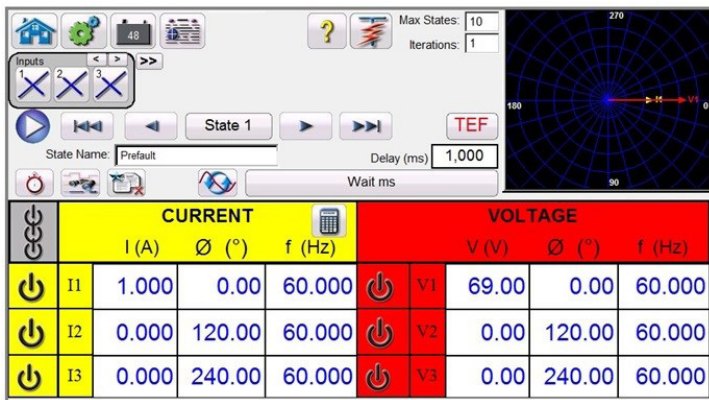 48
?
Max States: 10
Iterations: 1
Inputs
< >
>>
1 2 3
State 1
TEF
State Name: Prefault
Delay (ms) 1,000
Wait ms
270
180
I1
V1
0
90
CURRENT
VOLTAGE
I (A) Ø (°) f (Hz)
V (V) Ø (°) f (Hz)
I1 1.000 0.00 60.000 V1 69.00 0.00 60.000
I2 0.000 120.00 60.000 V2 0.00 120.00 60.000
I3 0.000 240.00 60.000 V3 0.00 240.00 60.000